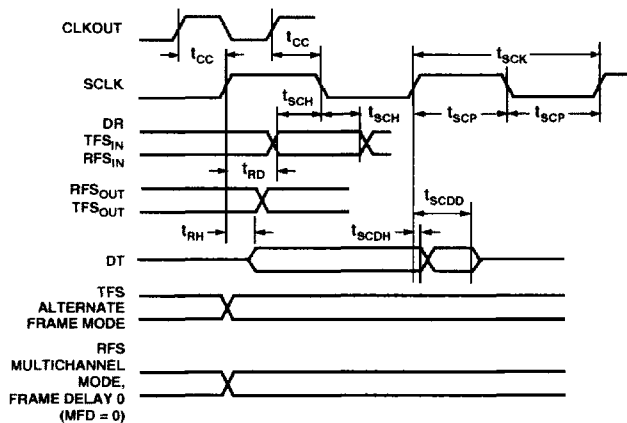 CLKOUT
tCC
tCC
tSCK
SCLK
tSCH
tSCH
tSCP
tSCP
DR
TFSIN
RFSIN
tRD
RFSOUT
TFSOUT
tSCDD
tRH
tSCDH
DT
TFS
ALTERNATE
FRAME MODE
RFS
MULTICHANNEL
MODE,
FRAME DELAY 0
(MFD = 0)